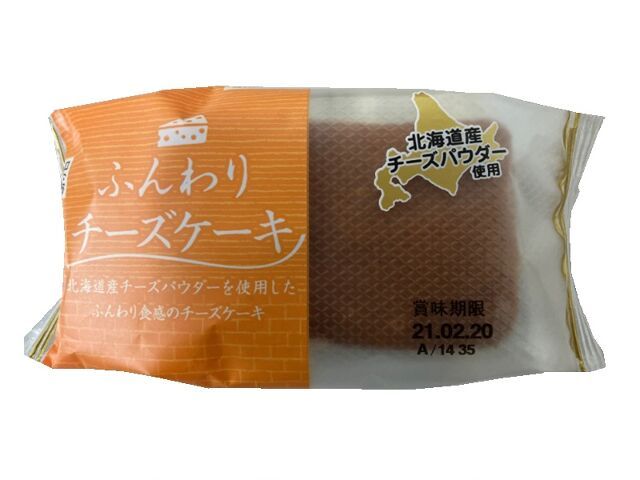 ふんわり
チーズケーキ
北海道産チーズパウダーを使用した
ふんわり食感のチーズケーキ
北海道産
チーズパウダー
使用
賞味期限
21.02.20
A/14 35